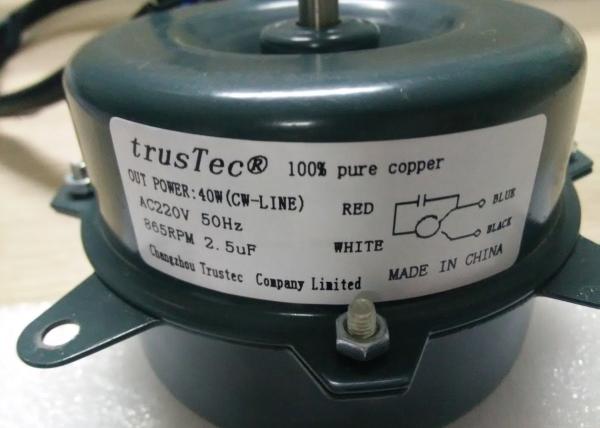 trusTec® 100% pure copper
OUT POWER:40W(CW-LINE)
AC220V 50Hz
865RPM 2.5uF
Changzhou Trustec Company Limited
RED
WHITE
BLUE
BLACK
MADE IN CHINA